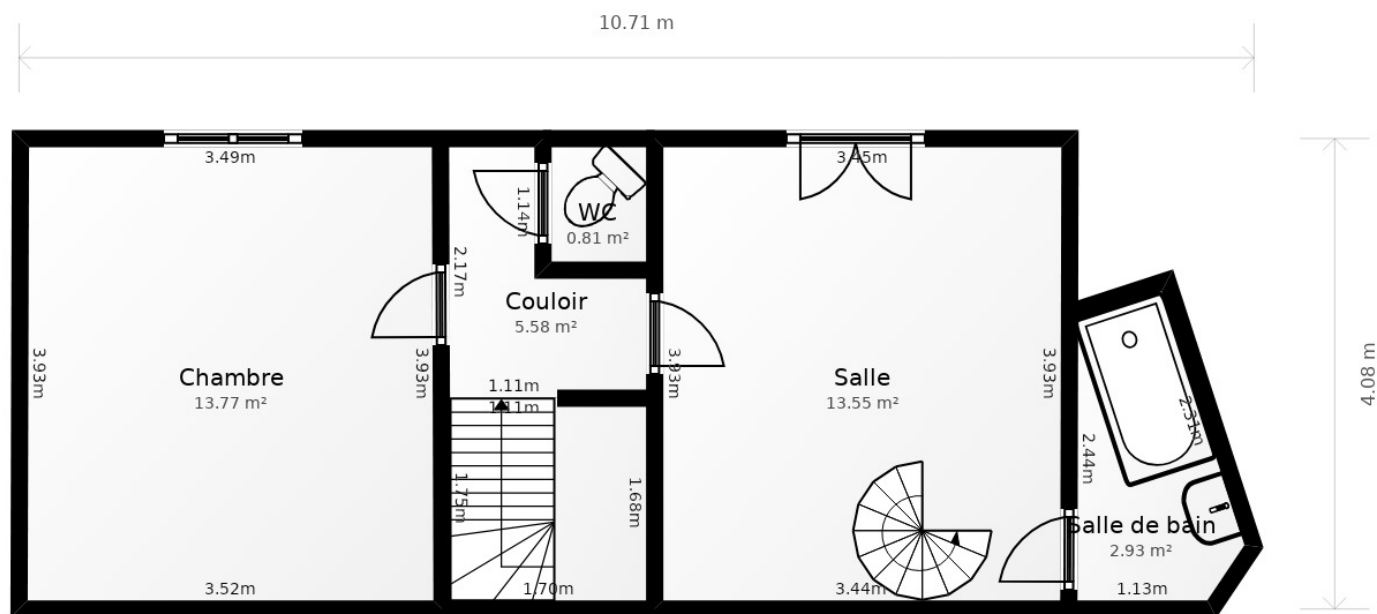 10.71 m
3.49m
3.45m
1.14m
WC
0.81 m²
2.17m
Couloir
5.58 m²
4.08 m
3.93m
Chambre
13.77 m²
3.93m
1.11m
1.11m
3.93m
Salle
13.55 m²
3.93m
2.31m
2.44m
1.75m
1.68m
Salle de bain
2.93 m²
3.52m
1.70m
3.44m
1.13m